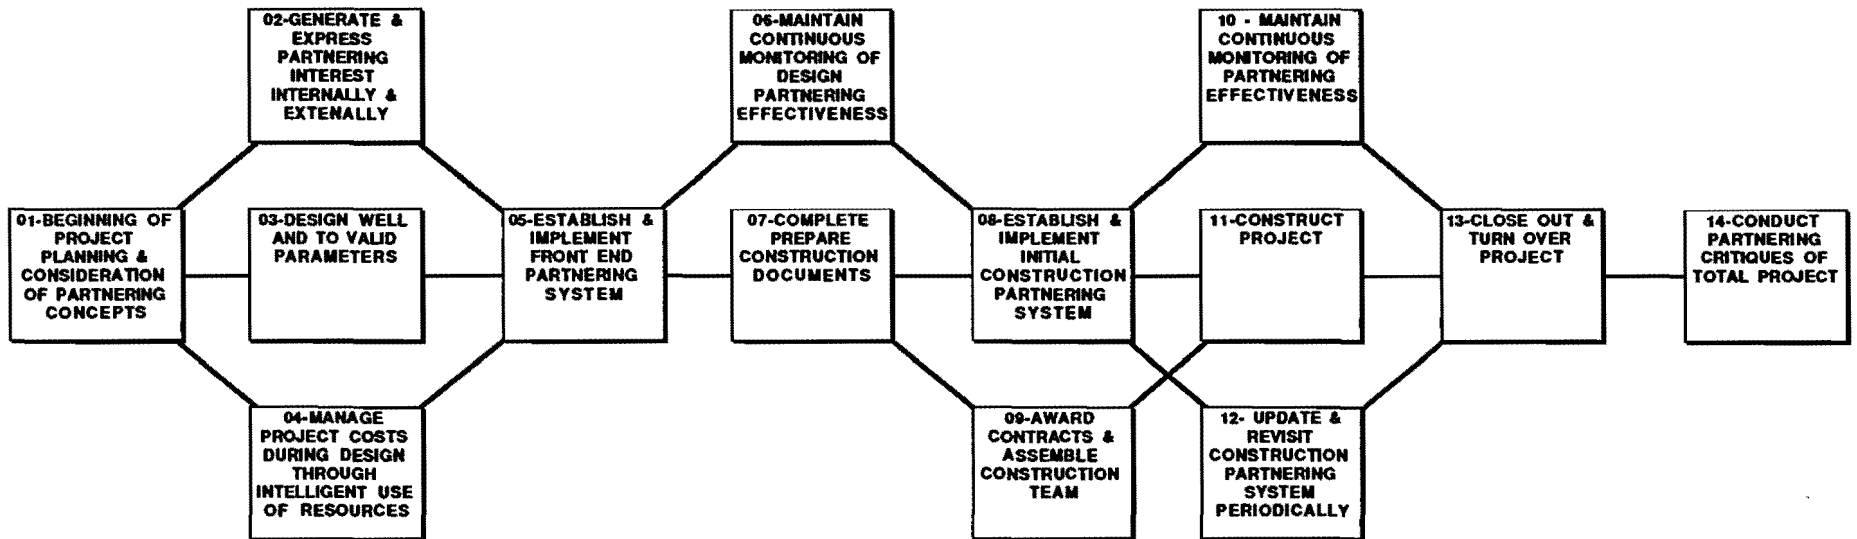 02-GENERATE &
EXPRESS
PARTNERING
INTEREST
INTERNALLY &
EXTENALLY
06-MAINTAIN
CONTINUOUS
MONITORING OF
DESIGN
PARTNERING
EFFECTIVENESS
10 - MAINTAIN
CONTINUOUS
MONITORING OF
PARTNERING
EFFECTIVENESS
01-BEGINNING OF
PROJECT
PLANNING &
CONSIDERATION
OF PARTNERING
CONCEPTS
03-DESIGN WELL
AND TO VALID
PARAMETERS
05-ESTABLISH &
IMPLEMENT
FRONT END
PARTNERING
SYSTEM
07-COMPLETE
PREPARE
CONSTRUCTION
DOCUMENTS
08-ESTABLISH &
IMPLEMENT
INITIAL
CONSTRUCTION
PARTNERING
SYSTEM
11-CONSTRUCT
PROJECT
13-CLOSE OUT &
TURN OVER
PROJECT
14-CONDUCT
PARTNERING
CRITIQUES OF
TOTAL PROJECT
04-MANAGE
PROJECT COSTS
DURING DESIGN
THROUGH
INTELLIGENT USE
OF RESOURCES
09-AWARD
CONTRACTS &
ASSEMBLE
CONSTRUCTION
TEAM
12- UPDATE &
REVISIT
CONSTRUCTION
PARTNERING
SYSTEM
PERIODICALLY